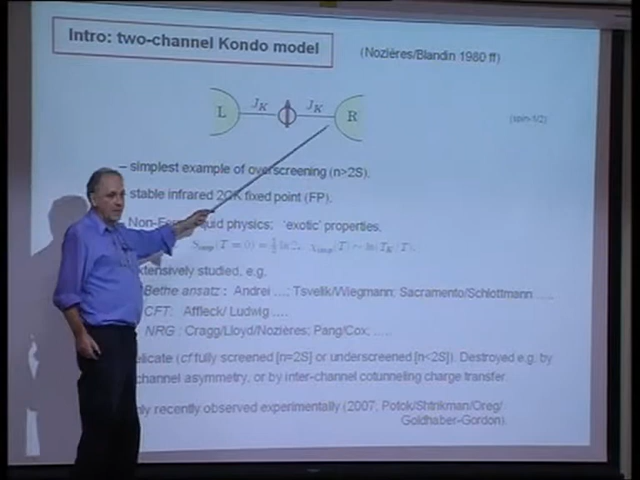 Intro: two-channel Kondo model
(Nozières/Blandin 1980 ff)
L J_K J_K R
(spin-1/2)
– simplest example of overscreening (n>2S).
stable infrared 2CK fixed point (FP).
Non-Fermi liquid physics; 'exotic' properties.
S_imp(T = 0) = ½ ln 2, χ_imp(T) ~ ln(T_K/T).
extensively studied, e.g.
Bethe ansatz : Andrei ...; Tsvelik/Wiegmann; Sacramento/Schlottmann .....
CFT: Affleck/ Ludwig ....
NRG : Cragg/Lloyd/Nozières; Pang/Cox; .....
delicate (cf fully screened [n=2S] or underscreened [n<2S]). Destroyed e.g. by
channel asymmetry, or by inter-channel cotunneling charge transfer
only recently observed experimentally (2007; Potok/Shtrikman/Oreg/
Goldhaber-Gordon).